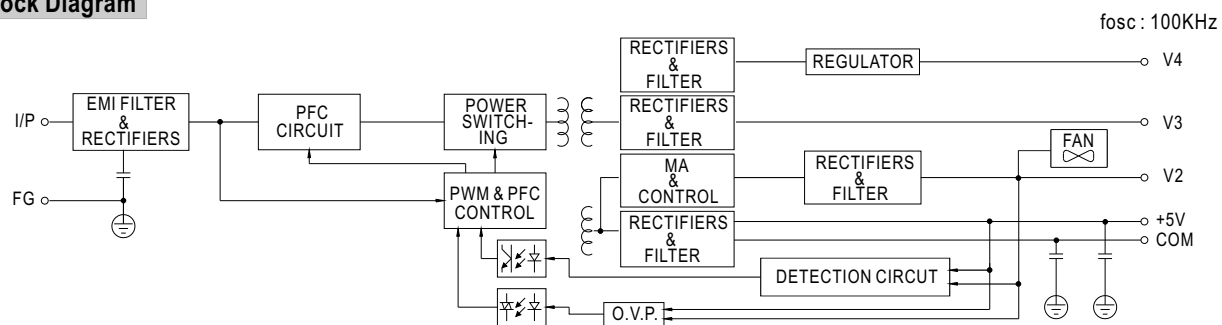 ock Diagram
fosc : 100KHz
RECTIFIERS
&
FILTER
REGULATOR
V4
I/P
EMI FILTER
&
RECTIFIERS
PFC
CIRCUIT
POWER
SWITCH-
ING
RECTIFIERS
&
FILTER
V3
FAN
MA
&
CONTROL
RECTIFIERS
&
FILTER
V2
FG
PWM & PFC
CONTROL
RECTIFIERS
&
FILTER
+5V
COM
DETECTION CIRCUT
O.V.P.